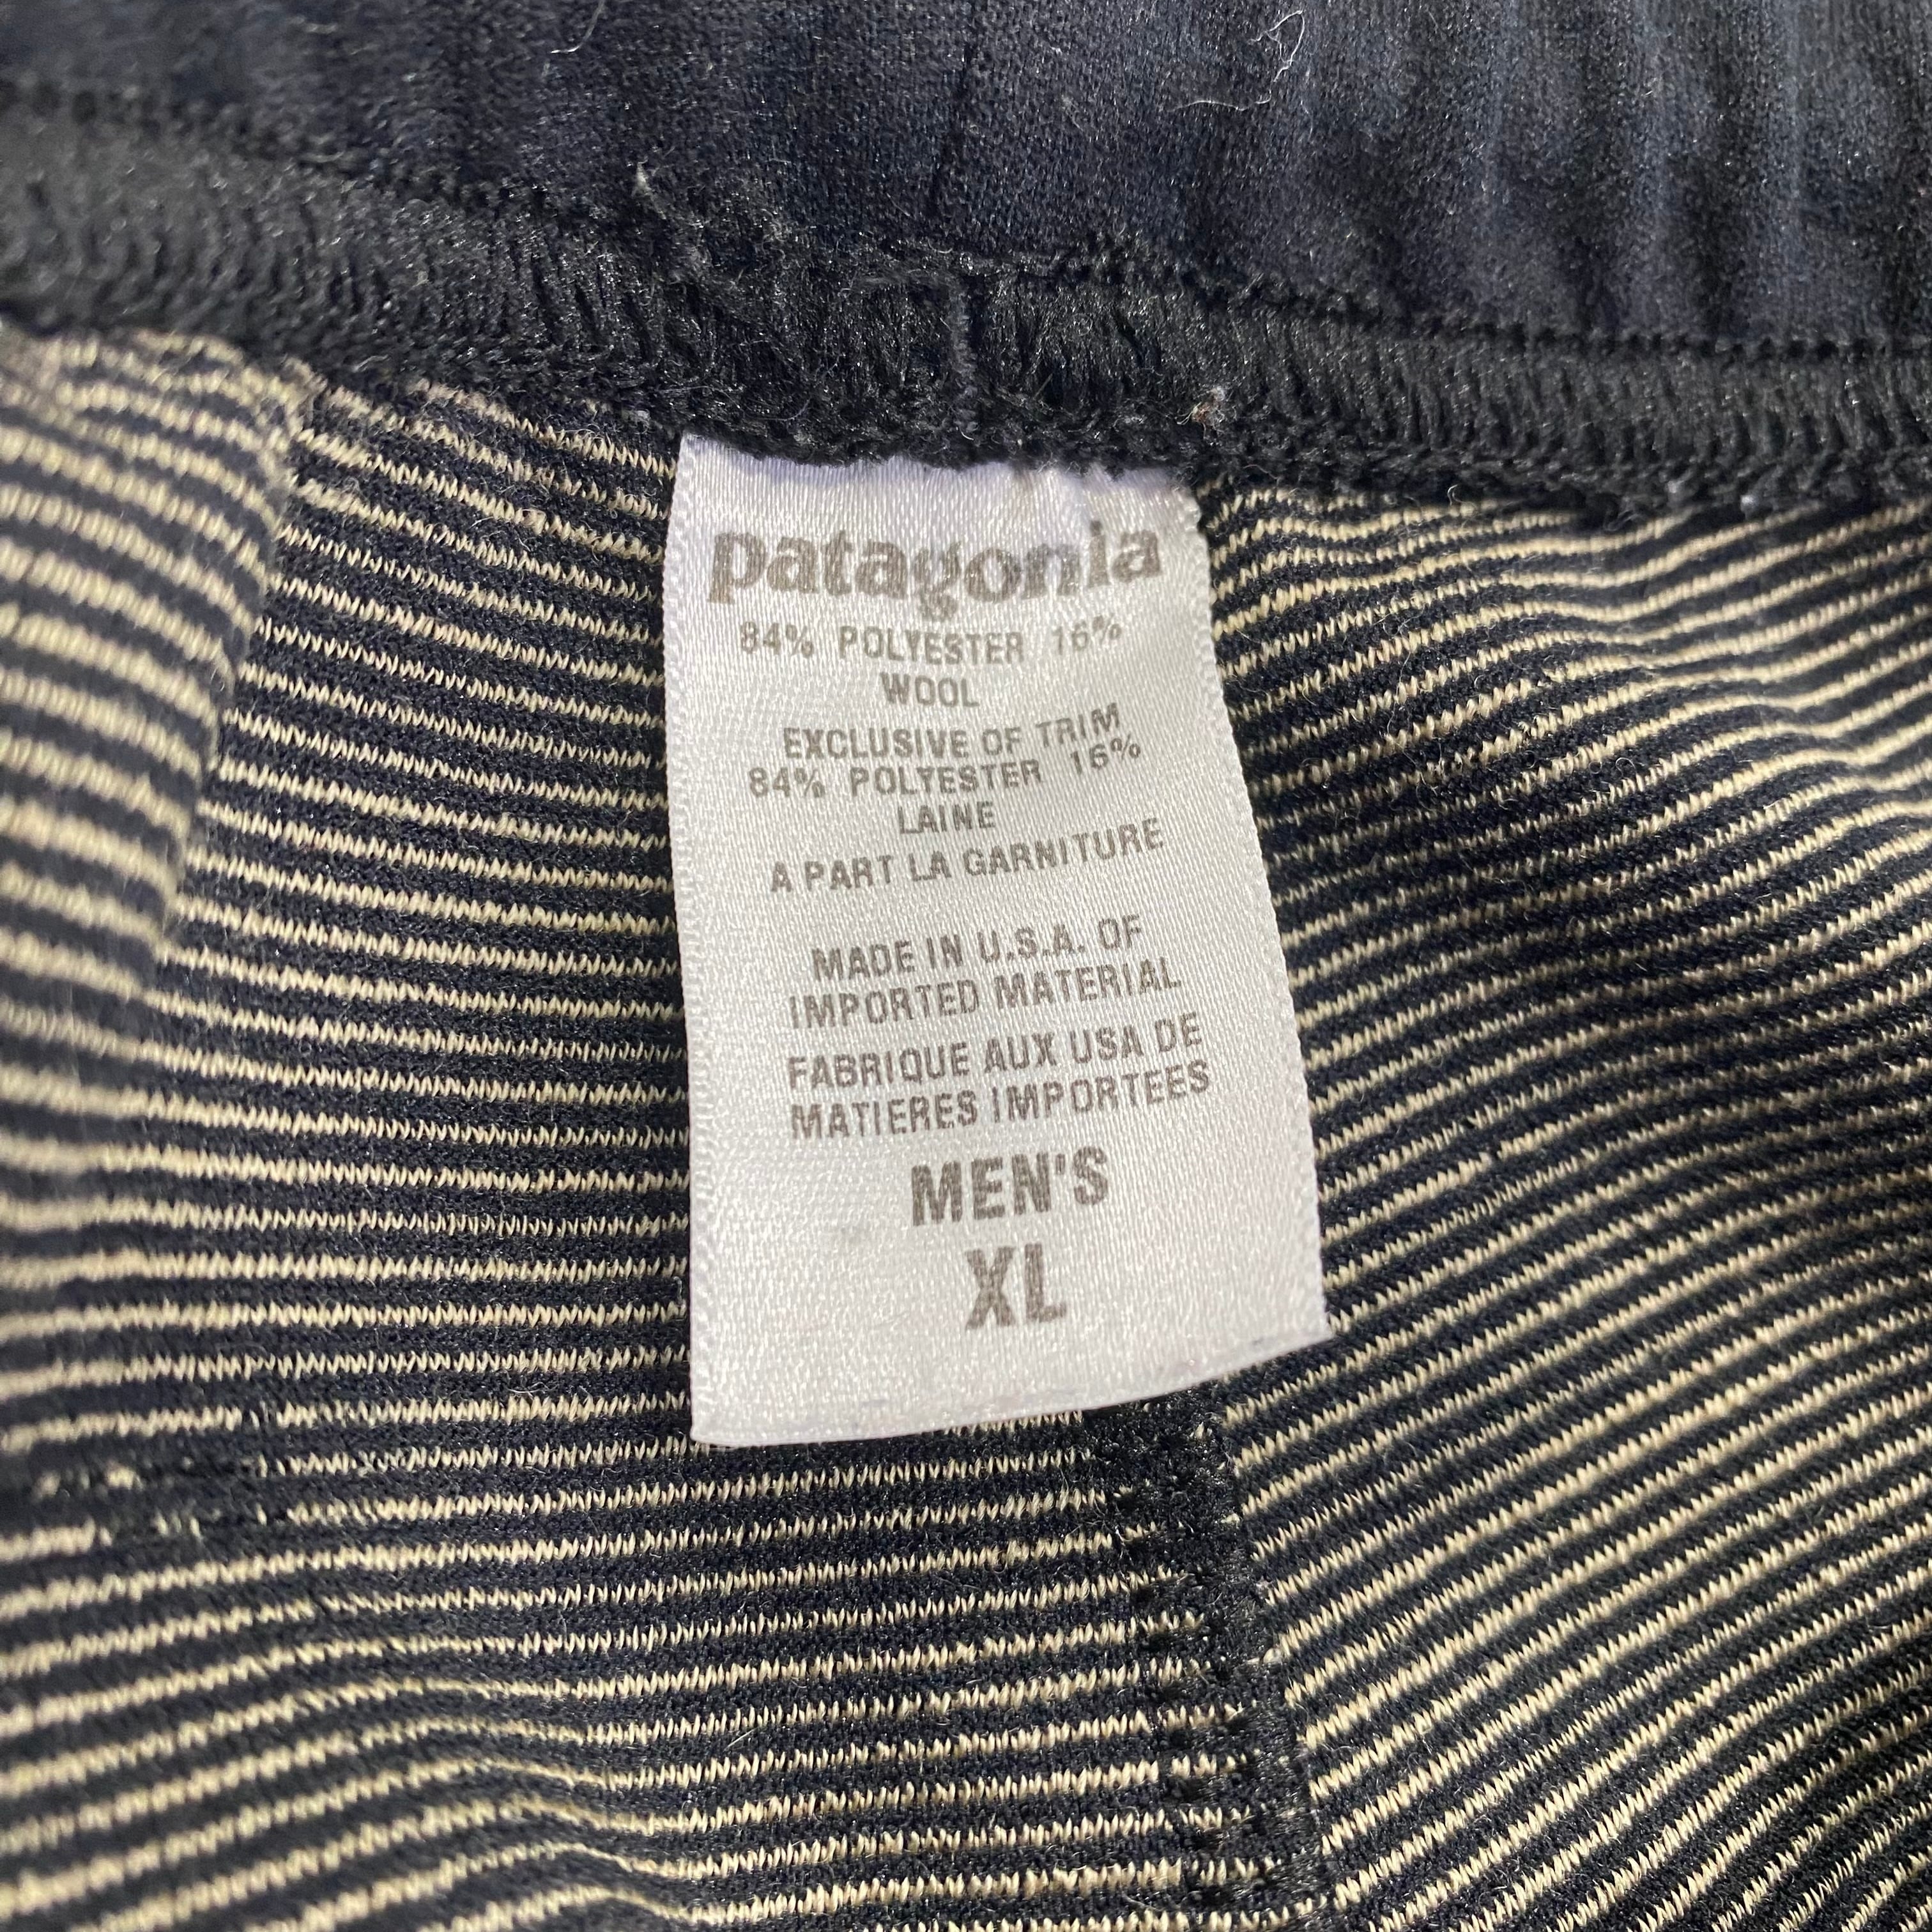 patagonia
84% POLYESTER 16%
WOOL
EXCLUSIVE OF TRIM
84% POLYESTER 16%
LAINE
A PART LA GARNITURE
MADE IN U.S.A. OF
IMPORTED MATERIAL
FABRIQUE AUX USA DE
MATIERES IMPORTEES
MEN'S
XL